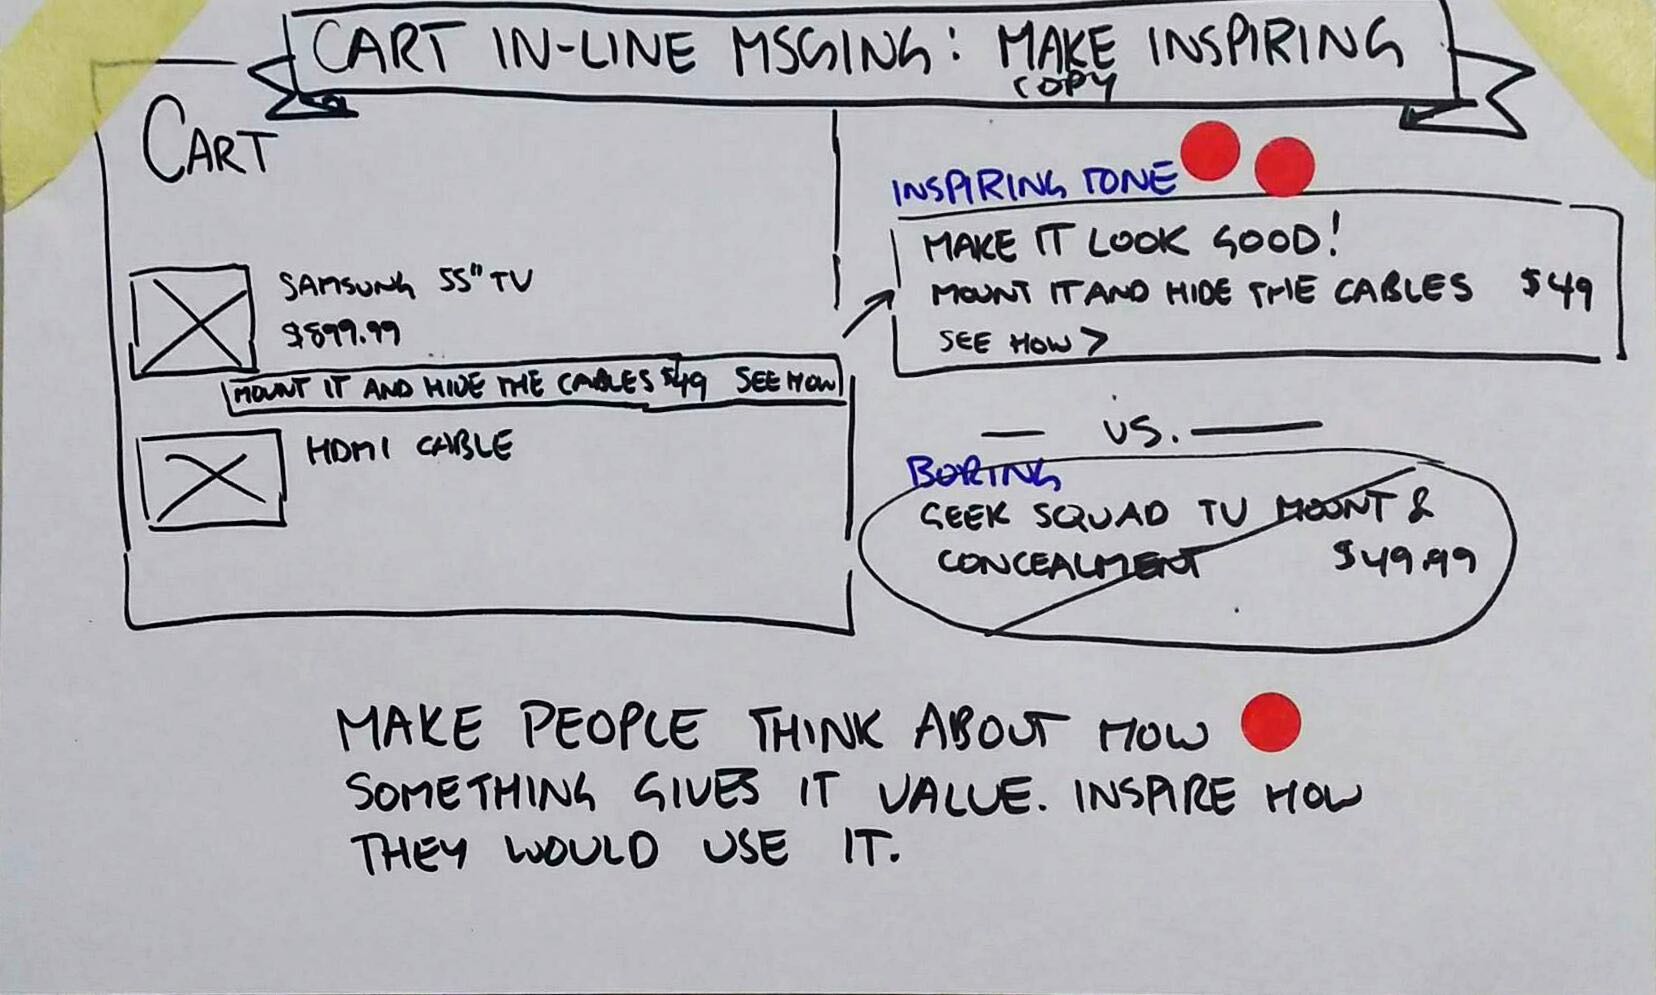 CART IN-LINE MSGING: MAKE INSPIRING
COPY
CART
SAMSUNG 55" TV
$899.99
MOUNT IT AND HIDE THE CABLES $49 SEE HOW
HDMI CABLE
INSPIRING TONE
MAKE IT LOOK GOOD!
MOUNT IT AND HIDE THE CABLES $49
SEE HOW >
VS.
BORING
GEEK SQUAD TV MOUNT &
CONCEALMENT $49.99
MAKE PEOPLE THINK ABOUT HOW
SOMETHING GIVES IT VALUE. INSPIRE HOW
THEY WOULD USE IT.